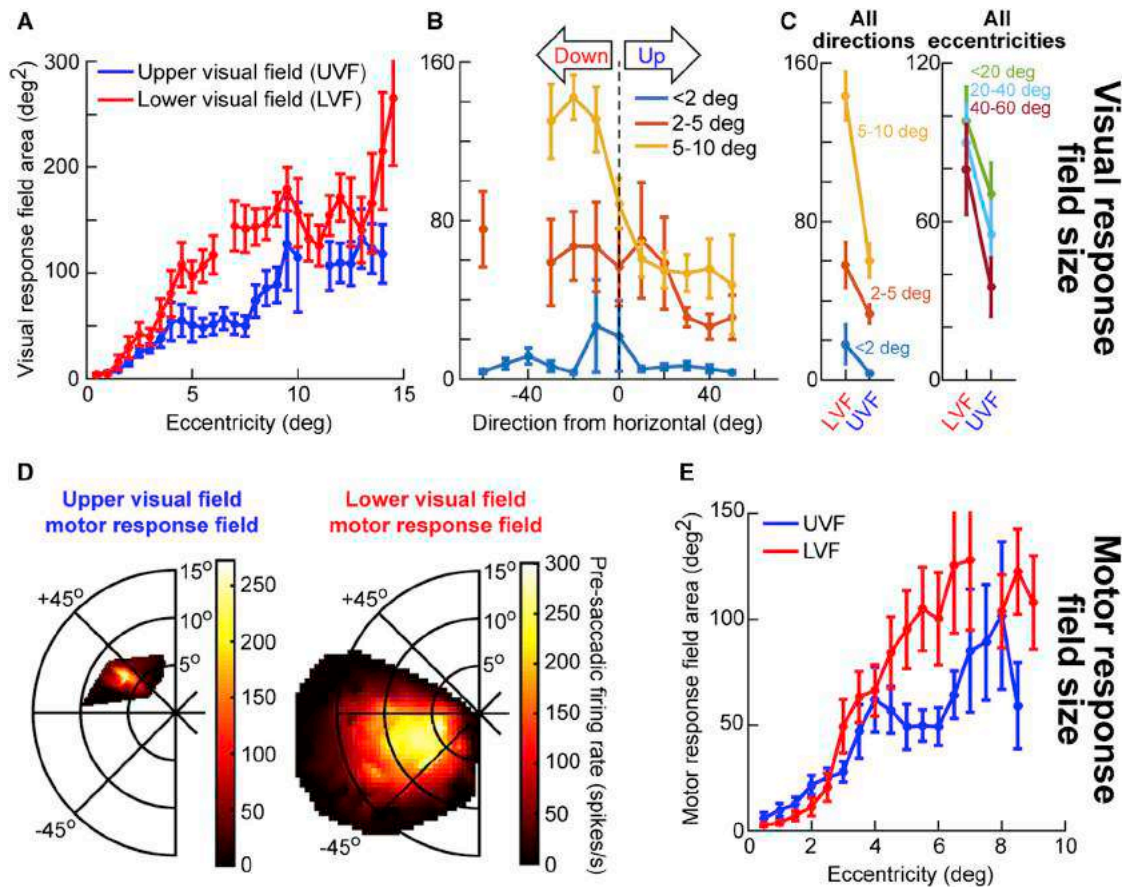 A
Visual response field area (deg²)
300
200
100
0
Upper visual field (UVF)
Lower visual field (LVF)
0
5
10
15
Eccentricity (deg)
B
Down
Up
160
80
0
<2 deg
2-5 deg
5-10 deg
-40
0
40
Direction from horizontal (deg)
C
All
directions
160
80
0
5-10 deg
2-5 deg
<2 deg
LVF
UVF
All
eccentricities
120
60
0
<20 deg
20-40 deg
40-60 deg
LVF
UVF
Visual response
field size
D
Upper visual field
motor response field
+45°
-45°
15°
10°
5°
250
200
150
100
50
0
Lower visual field
motor response field
+45°
-45°
15°
10°
5°
300
250
200
150
100
50
0
Pre-saccadic firing rate (spikes/s)
E
Motor response field area (deg²)
150
100
50
0
UVF
LVF
0
2
4
6
8
10
Eccentricity (deg)
Motor response
field size